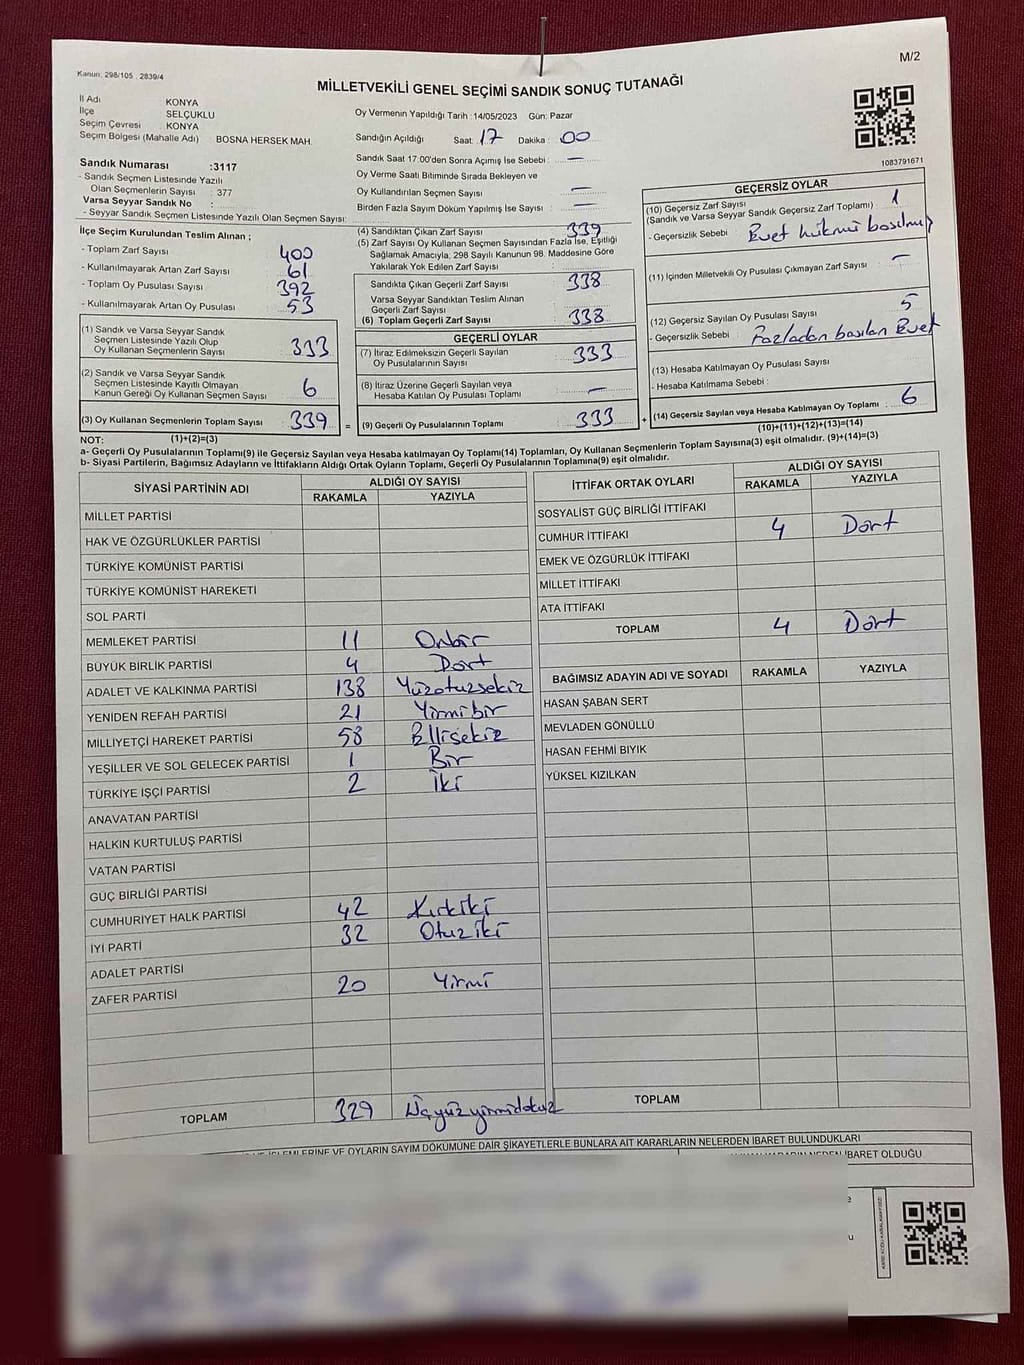 M/2
Kanun: 298/105 , 2839/4
MİLLETVEKİLİ GENEL SEÇİMİ SANDIK SONUÇ TUTANAĞI
İl Adı KONYA
İlçe SELÇUKLU
Seçim Çevresi KONYA
Seçim Bölgesi (Mahalle Adı) BOSNA HERSEK MAH.
Sandık Numarası :3117
- Sandık Seçmen Listesinde Yazılı
Olan Seçmenlerin Sayısı : 377
Varsa Seyyar Sandık No :
- Seyyar Sandık Seçmen Listesinde Yazılı Olan Seçmen Sayısı:
Oy Vermenin Yapıldığı Tarih : 14/05/2023 Gün: Pazar
Sandığın Açıldığı Saat: 17 Dakika : 00
Sandık Saat 17:00'den Sonra Açımış İse Sebebi : —
Oy Verme Saati Bitiminde Sırada Bekleyen ve
Oy Kullandırılan Seçmen Sayısı : —
Birden Fazla Sayım Döküm Yapılmış İse Sayısı : —
1083791671
İlçe Seçim Kurulundan Teslim Alınan ;
- Toplam Zarf Sayısı : 400
- Kullanılmayarak Artan Zarf Sayısı : 61
- Toplam Oy Pusulası Sayısı : 392
- Kullanılmayarak Artan Oy Pusulası : 53
(1) Sandık ve Varsa Seyyar Sandık
Seçmen Listesinde Yazılı Olup
Oy Kullanan Seçmenlerin Sayısı : 333
(2) Sandık ve Varsa Seyyar Sandık
Seçmen Listesinde Kayıtlı Olmayan
Kanun Gereği Oy Kullanan Seçmen Sayısı : 6
(3) Oy Kullanan Seçmenlerin Toplam Sayısı : 339
(4) Sandıktan Çıkan Zarf Sayısı : 339
(5) Zarf Sayısı Oy Kullanan Seçmen Sayısından Fazla İse, Eşitliği
Sağlamak Amacıyla, 298 Sayılı Kanunun 98. Maddesine Göre
Yakılarak Yok Edilen Zarf Sayısı :
Sandıkta Çıkan Geçerli Zarf Sayısı : 338
Varsa Seyyar Sandıktan Teslim Alınan
Geçerli Zarf Sayısı :
(6) Toplam Geçerli Zarf Sayısı : 338
GEÇERLİ OYLAR
(7) İtiraz Edilmeksizin Geçerli Sayılan
Oy Pusulalarının Sayısı : 333
(8) İtiraz Üzerine Geçerli Sayılan veya
Hesaba Katılan Oy Pusulası Toplamı : —
= (9) Geçerli Oy Pusulalarının Toplamı : 333 +
GEÇERSİZ OYLAR
(10) Geçersiz Zarf Sayısı 1
(Sandık ve Varsa Seyyar Sandık Geçersiz Zarf Toplamı) :
- Geçersizlik Sebebi : Evet hükmü basılmış
(11) İçinden Milletvekili Oy Pusulası Çıkmayan Zarf Sayısı : —
(12) Geçersiz Sayılan Oy Pusulası Sayısı : 5
- Geçersizlik Sebebi : Fazladan basılan Evet
(13) Hesaba Katılmayan Oy Pusulası Sayısı :
- Hesaba Katılmama Sebebi :
(14) Geçersiz Sayılan veya Hesaba Katılmayan Oy Toplamı : 6
NOT: (1)+(2)=(3) (10)+(11)+(12)+(13)=(14)
a- Geçerli Oy Pusulalarının Toplamı(9) ile Geçersiz Sayılan veya Hesaba katılmayan Oy Toplamı(14) Toplamları, Oy Kullanan Seçmenlerin Toplam Sayısına(3) eşit olmalıdır. (9)+(14)=(3)
b- Siyasi Partilerin, Bağımsız Adayların ve İttifakların Aldığı Ortak Oyların Toplamı, Geçerli Oy Pusulalarının Toplamına(9) eşit olmalıdır.
SİYASİ PARTİNİN ADI ALDIĞI OY SAYISI
RAKAMLA YAZIYLA
MİLLET PARTİSİ
HAK VE ÖZGÜRLÜKLER PARTİSİ
TÜRKİYE KOMÜNİST PARTİSİ
TÜRKİYE KOMÜNİST HAREKETİ
SOL PARTİ
MEMLEKET PARTİSİ 11 Onbir
BÜYÜK BİRLİK PARTİSİ 4 Dört
ADALET VE KALKINMA PARTİSİ 138 Yüzotuzsekiz
YENİDEN REFAH PARTİSİ 21 Yirmibir
MİLLİYETÇİ HAREKET PARTİSİ 58 Ellisekiz
YEŞİLLER VE SOL GELECEK PARTİSİ 1 Bir
TÜRKİYE İŞÇİ PARTİSİ 2 İki
ANAVATAN PARTİSİ
HALKIN KURTULUŞ PARTİSİ
VATAN PARTİSİ
GÜÇ BİRLİĞİ PARTİSİ
CUMHURİYET HALK PARTİSİ 42 Kırkiki
İYİ PARTİ 32 Otuziki
ADALET PARTİSİ
ZAFER PARTİSİ 20 Yirmi
TOPLAM 329 Üçyüzyirmidokuz
İTTİFAK ORTAK OYLARI ALDIĞI OY SAYISI
RAKAMLA YAZIYLA
SOSYALİST GÜÇ BİRLİĞİ İTTİFAKI
CUMHUR İTTİFAKI 4 Dört
EMEK VE ÖZGÜRLÜK İTTİFAKI
MİLLET İTTİFAKI
ATA İTTİFAKI
TOPLAM 4 Dört
BAĞIMSIZ ADAYIN ADI VE SOYADI RAKAMLA YAZIYLA
HASAN ŞABAN SERT
MEVLADEN GÖNÜLLÜ
HASAN FEHMİ BIYIK
YÜKSEL KIZILKAN
TOPLAM
VE OYLARIN SAYIM DÖKÜMÜNE DAİR ŞİKAYETLERLE BUNLARA AİT KARARLARIN NELERDEN İBARET BULUNDUKLARI
İBARET OLDUĞU